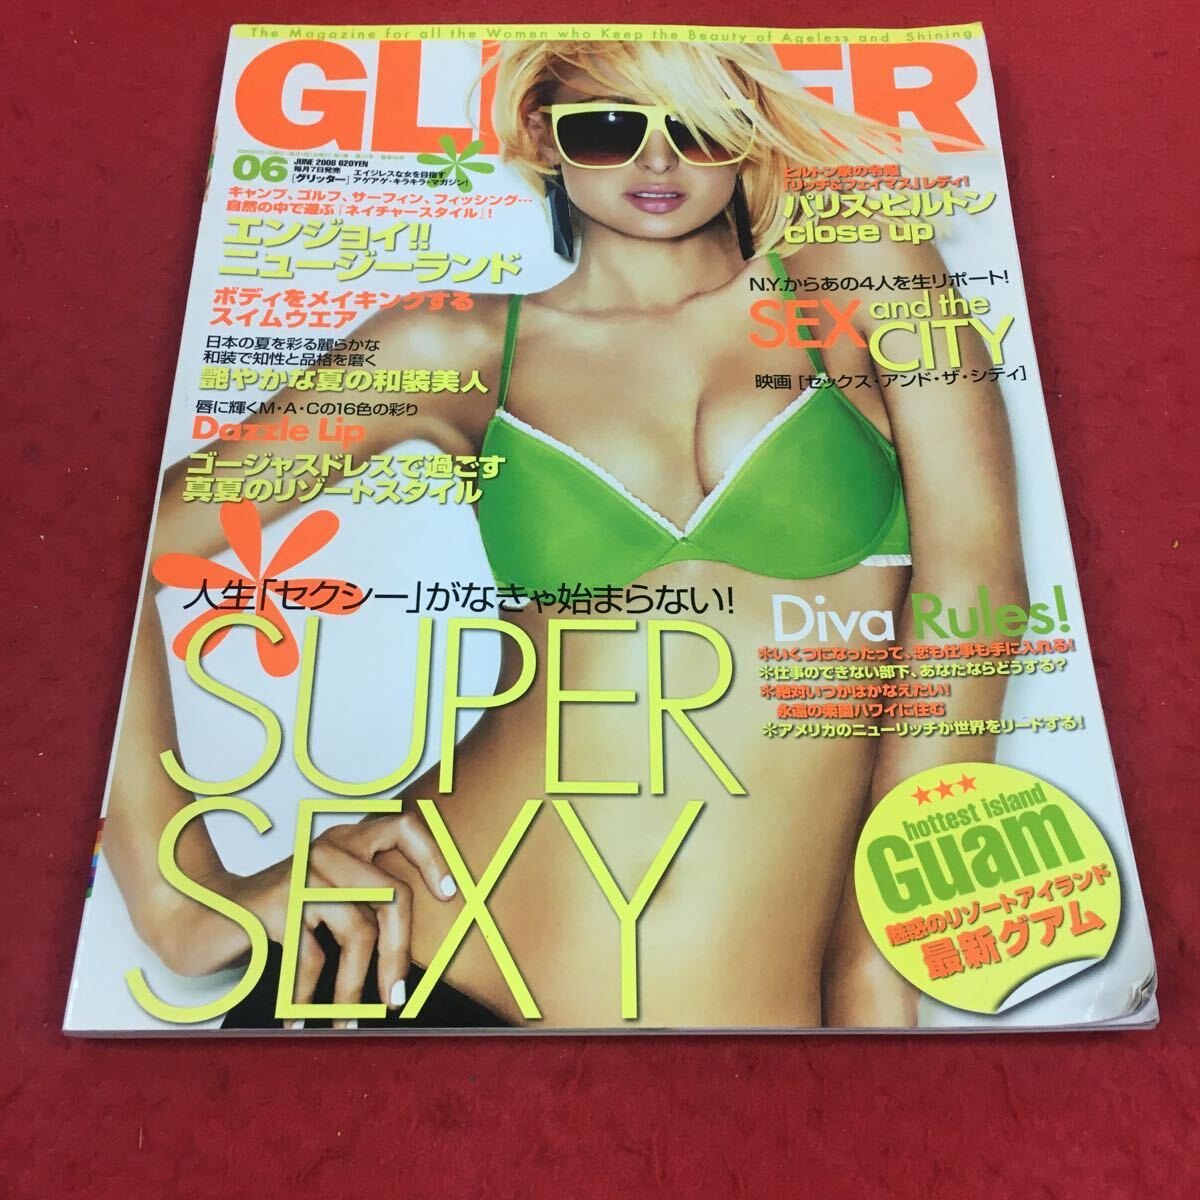 The Magazine for all the Women who Keep the Beauty of Ageless and Shining
GLITTER
06
JUNE 2008 620YEN
毎月7日発売
[グリッター]
エイジレスな女を目指す
アゲアゲ・キラキラ・マガジン!
キャンプ、ゴルフ、サーフィン、フィッシング…
自然の中で遊ぶ「ネイチャースタイル」!
エンジョイ!!
ニュージーランド
ボディをメイキングする
スイムウエア
日本の夏を彩る麗らかな
和装で知性と品格を磨く
艶やかな夏の和装美人
唇に輝くM・A・Cの16色の彩り
Dazzle Lip
ゴージャスドレスで過ごす
真夏のリゾートスタイル
ヒルトン家の令嬢
「リッチ&フェイマス」レディ!
パリス・ヒルトン
close up
N.Y.からあの4人を生リポート!
SEX and the
CITY
映画 [セックス・アンド・ザ・シティ]
人生「セクシー」がなきゃ始まらない!
SUPER
SEXY
Diva Rules!
*いくつになったって、恋も仕事も手に入れる!
*仕事のできない部下、あなたならどうする?
*絶対いつかはかなえたい!
永遠の楽園ハワイに住む
*アメリカのニューリッチが世界をリードする!
hottest island
Guam
魅惑のリゾートアイランド
最新グアム